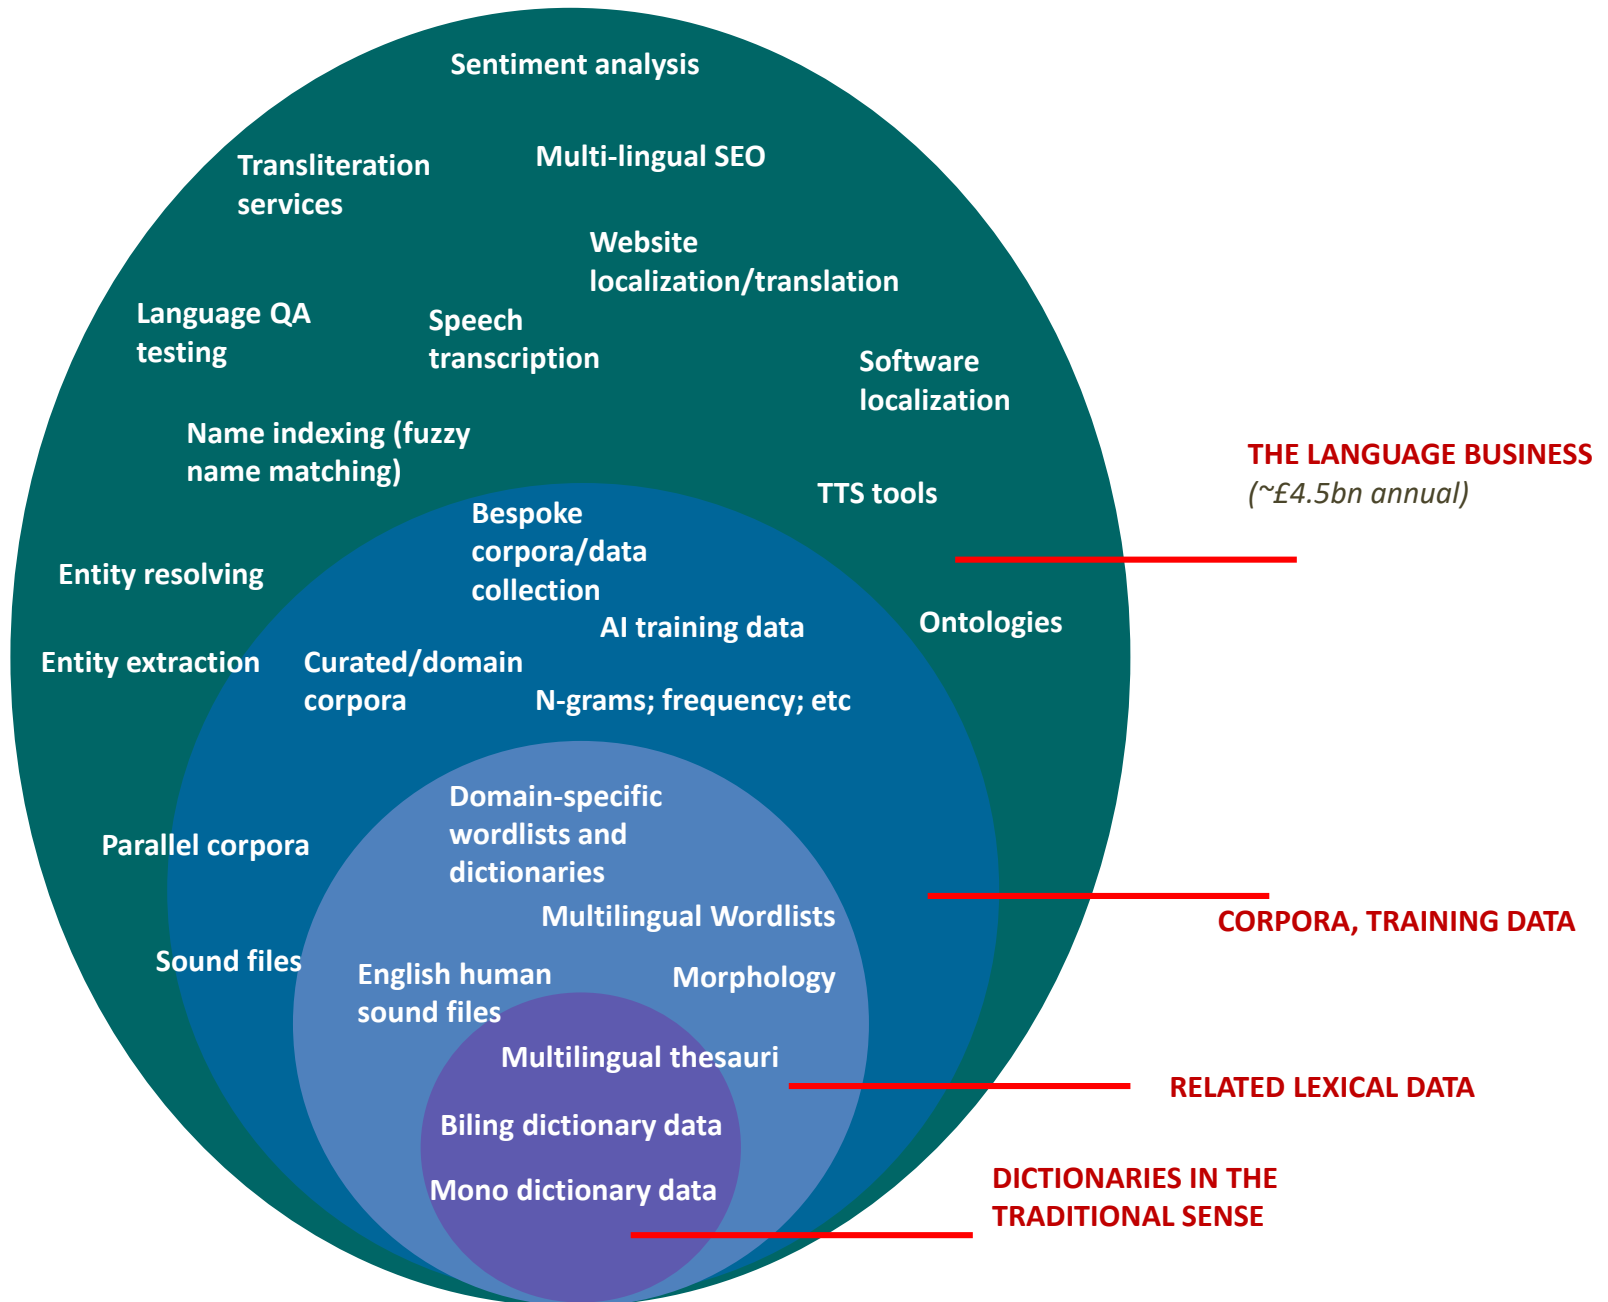 Sentiment analysis
Transliteration
services
Multi-lingual SEO
Website
localization/translation
Language QA
testing
Speech
transcription
Software
localization
Name indexing (fuzzy
name matching)
TTS tools
THE LANGUAGE BUSINESS
(~£4.5bn annual)
Bespoke
corpora/data
collection
Entity resolving
AI training data
Ontologies
Entity extraction
Curated/domain
corpora
N-grams; frequency; etc
Domain-specific
wordlists and
dictionaries
Parallel corpora
Multilingual Wordlists
CORPORA, TRAINING DATA
Sound files
English human
sound files
Morphology
Multilingual thesauri
RELATED LEXICAL DATA
Biling dictionary data
Mono dictionary data
DICTIONARIES IN THE
TRADITIONAL SENSE